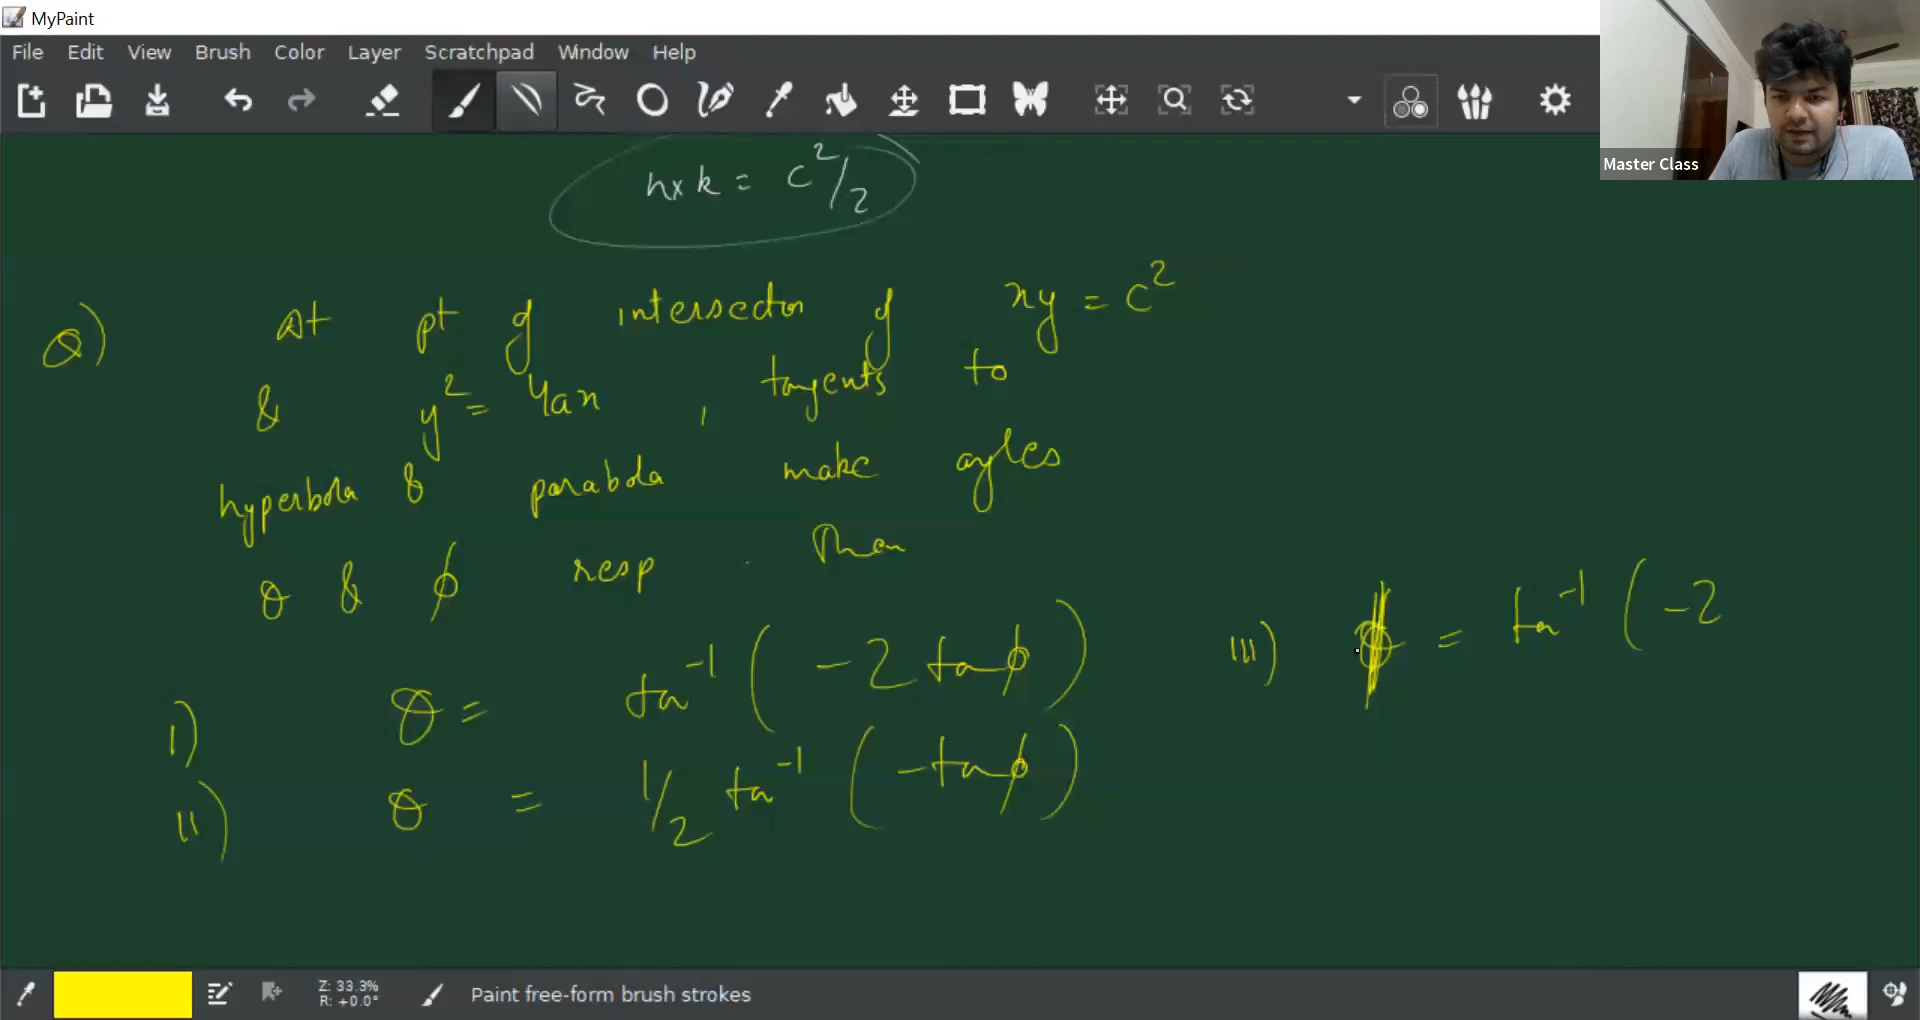 MyPaint
File Edit View Brush Color Layer Scratchpad Window Help
Master Class
h x k = c²/2
Q) At pt of intersection of xy = c²
& y² = 4ax , tangents to
hyperbola & parabola make angles
θ & ϕ resp . Then
i) θ = tan⁻¹ ( -2 tanϕ )
ii) θ = 1/2 tan⁻¹ ( -tanϕ )
iii) ϕ = tan⁻¹ ( -2
Z: 33.3%
R: +0.0°
Paint free-form brush strokes